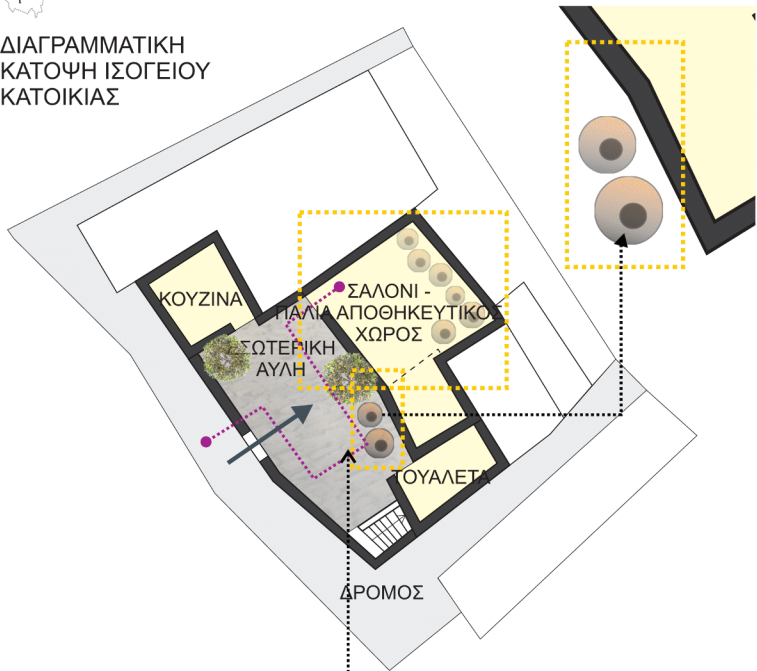 ΔΙΑΓΡΑΜΜΑΤΙΚΗ
ΚΑΤΟΨΗ ΙΣΟΓΕΙΟΥ
ΚΑΤΟΙΚΙΑΣ
ΚΟΥΖΙΝΑ
ΣΑΛΟΝΙ -
ΠΑΛΙΑ ΑΠΟΘΗΚΕΥΤΙΚΟΣ
ΧΩΡΟΣ
ΕΣΩΤΕΡΙΚΗ
ΑΥΛΗ
ΤΟΥΑΛΕΤΑ
ΔΡΟΜΟΣ